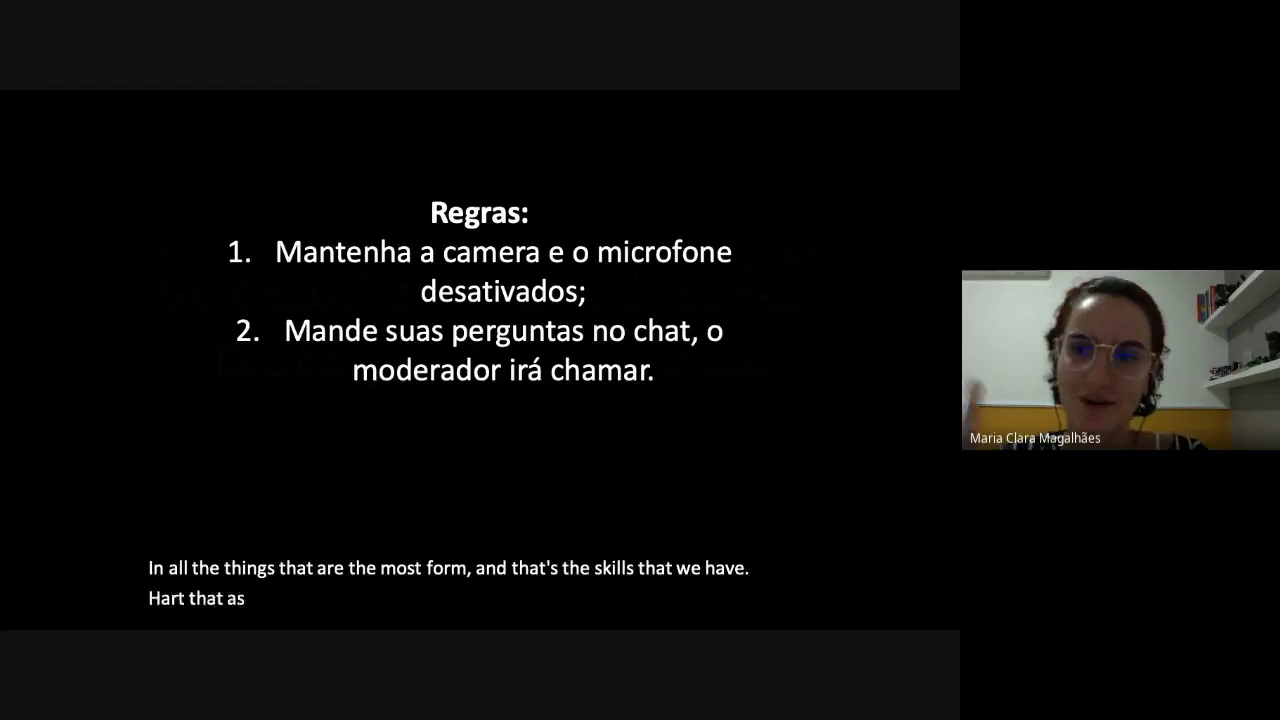 Regras:
1. Mantenha a camera e o microfone
desativados;
2. Mande suas perguntas no chat, o
moderador irá chamar.
Maria Clara Magalhães
In all the things that are the most form, and that's the skills that we have.
Hart that as